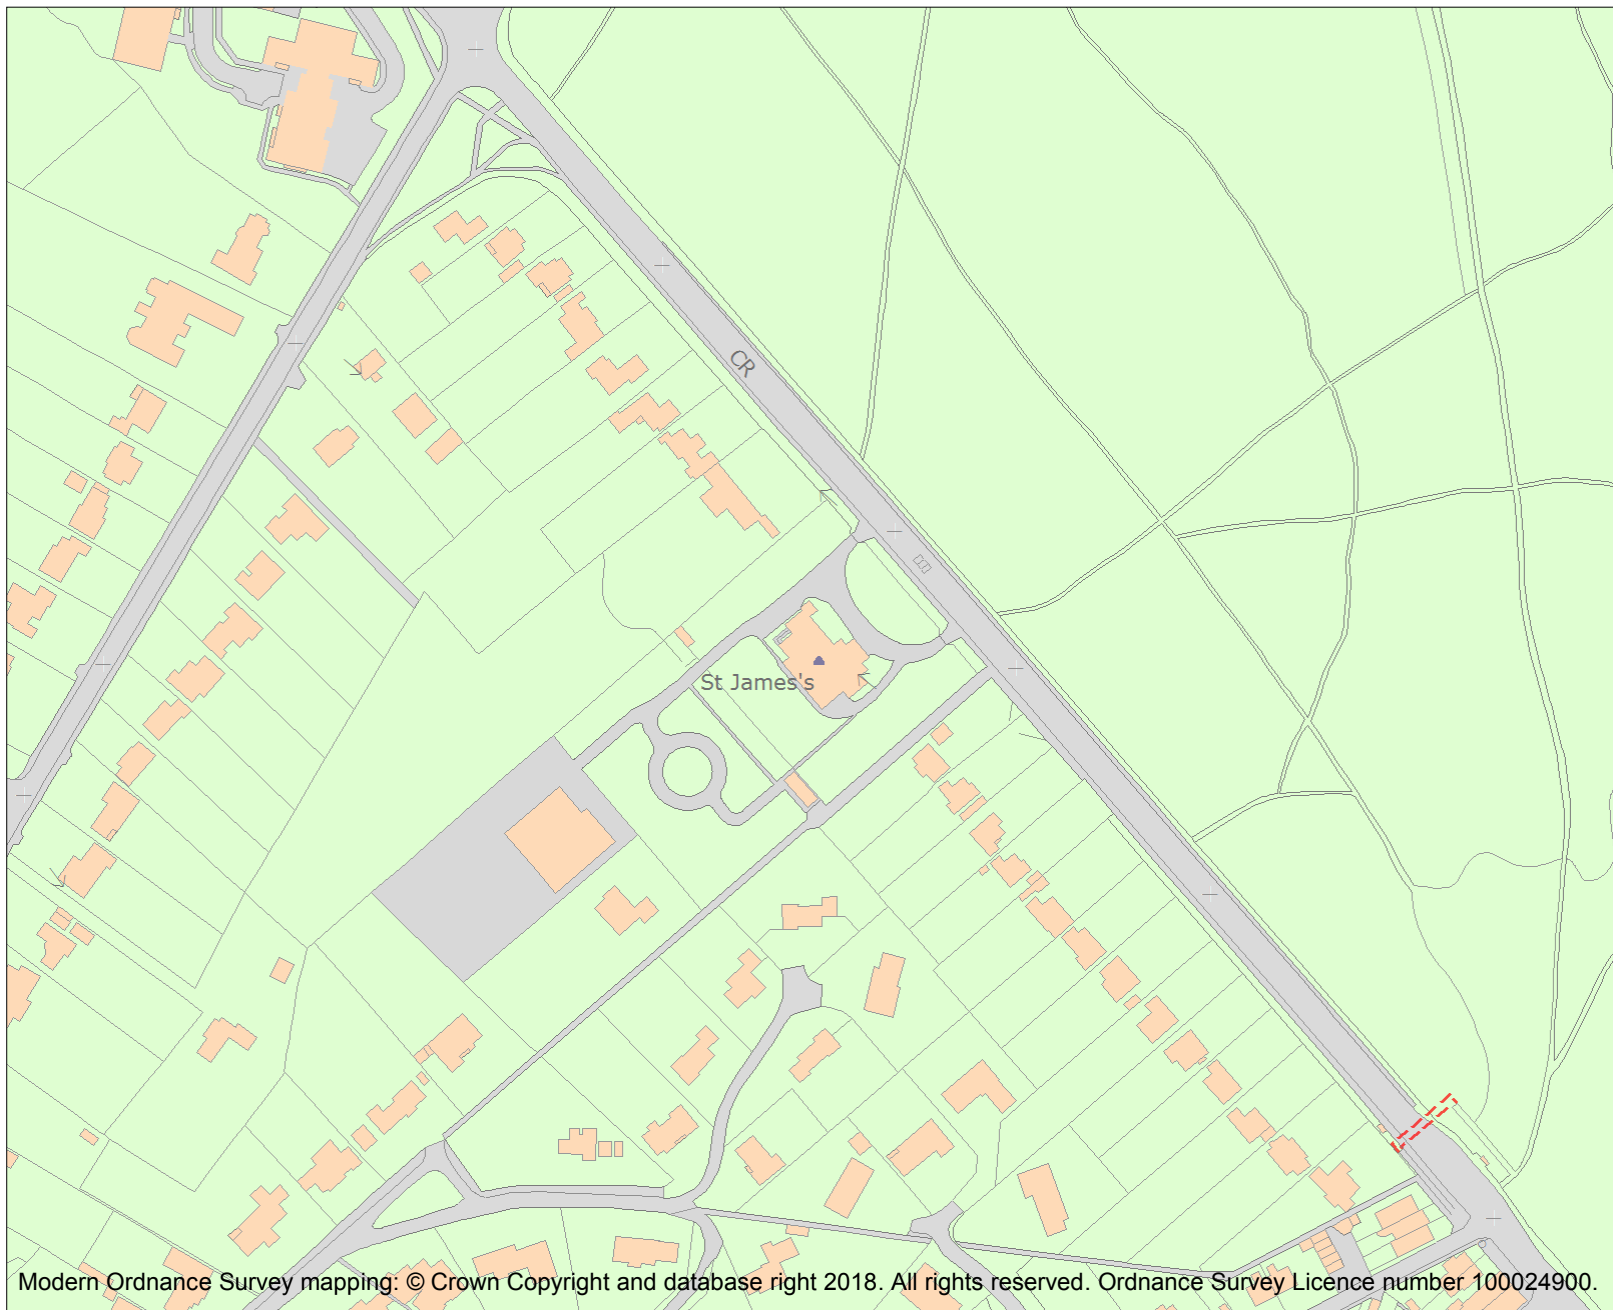 CR
St James's
Modern Ordnance Survey mapping: © Crown Copyright and database right 2018. All rights reserved. Ordnance Survey Licence number 100024900.